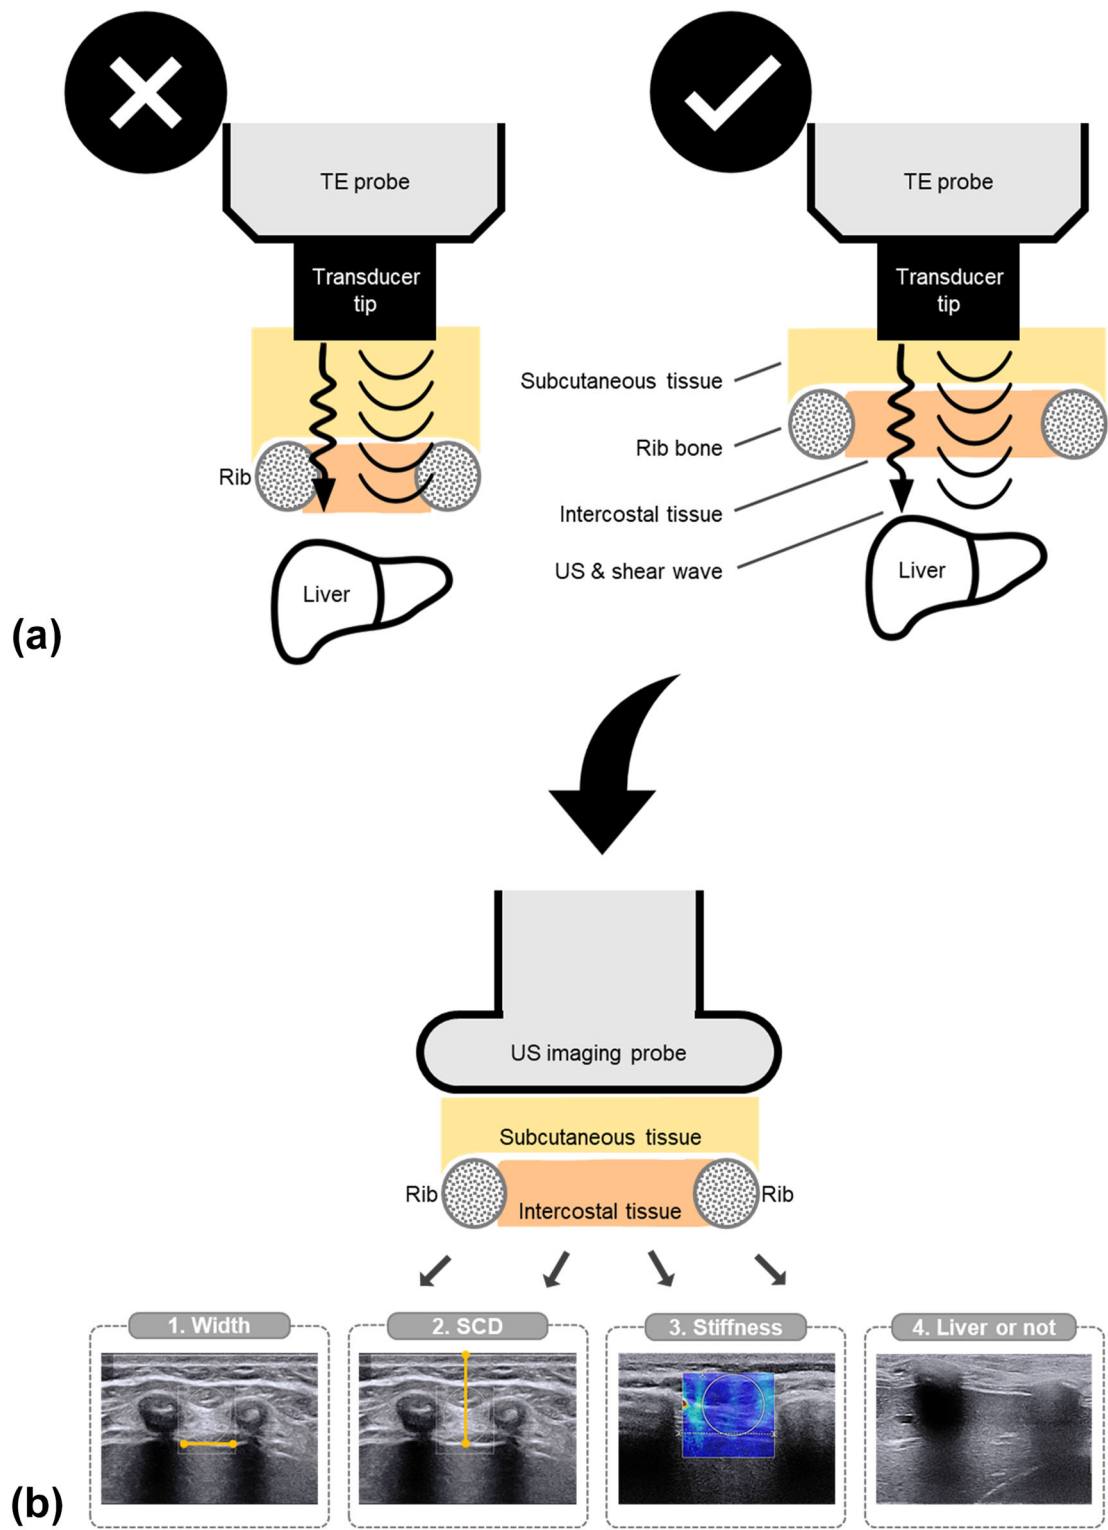 TE probe
TE probe
Transducer
tip
Transducer
tip
Subcutaneous tissue
Rib
Rib bone
Intercostal tissue
US & shear wave
Liver
Liver
(a)
US imaging probe
Subcutaneous tissue
Rib
Rib
Intercostal tissue
1. Width
2. SCD
3. Stiffness
4. Liver or not
(b)